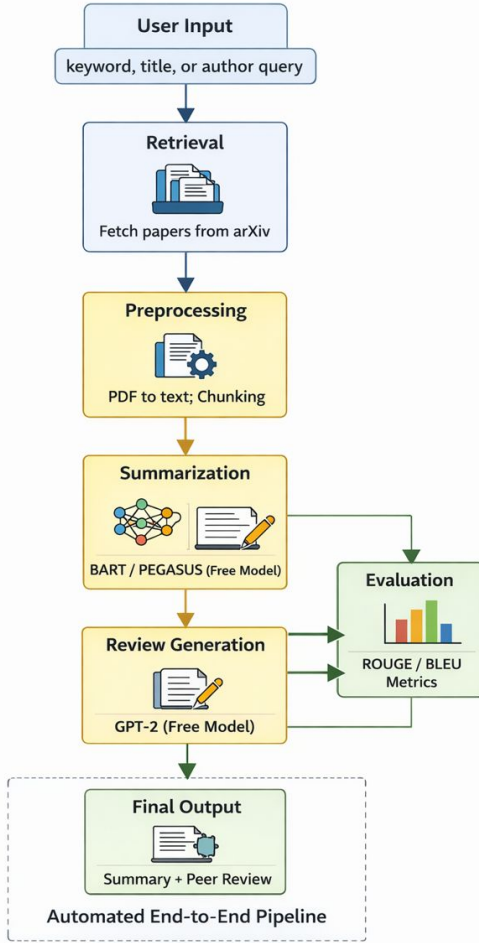 User Input
keyword, title, or author query
Retrieval
Fetch papers from arXiv
Preprocessing
PDF to text; Chunking
Summarization
BART / PEGASUS (Free Model)
Evaluation
ROUGE / BLEU
Metrics
Review Generation
GPT-2 (Free Model)
Final Output
Summary + Peer Review
Automated End-to-End Pipeline